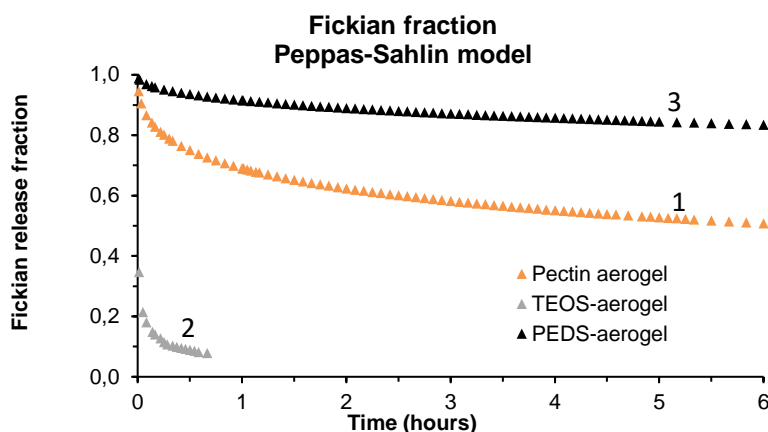 Fickian fraction
Peppas-Sahlin model
1,0
0,8
0,6
0,4
0,2
0,0
Fickian release fraction
3
1
2
Pectin aerogel
TEOS-aerogel
PEDS-aerogel
0 1 2 3 4 5 6
Time (hours)